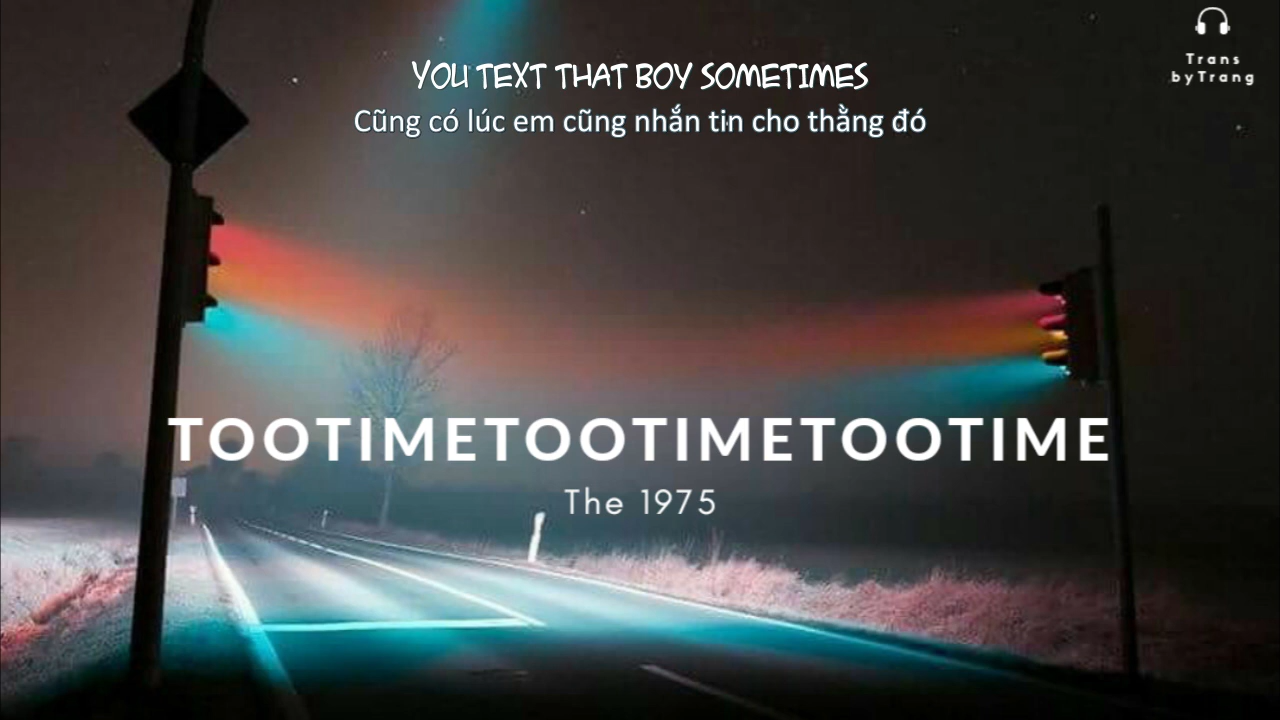 Trans
byTrang
YOU TEXT THAT BOY SOMETIMES
Cũng có lúc em cũng nhắn tin cho thằng đó
TOOTIMETOOTIMETOOTIME
The 1975